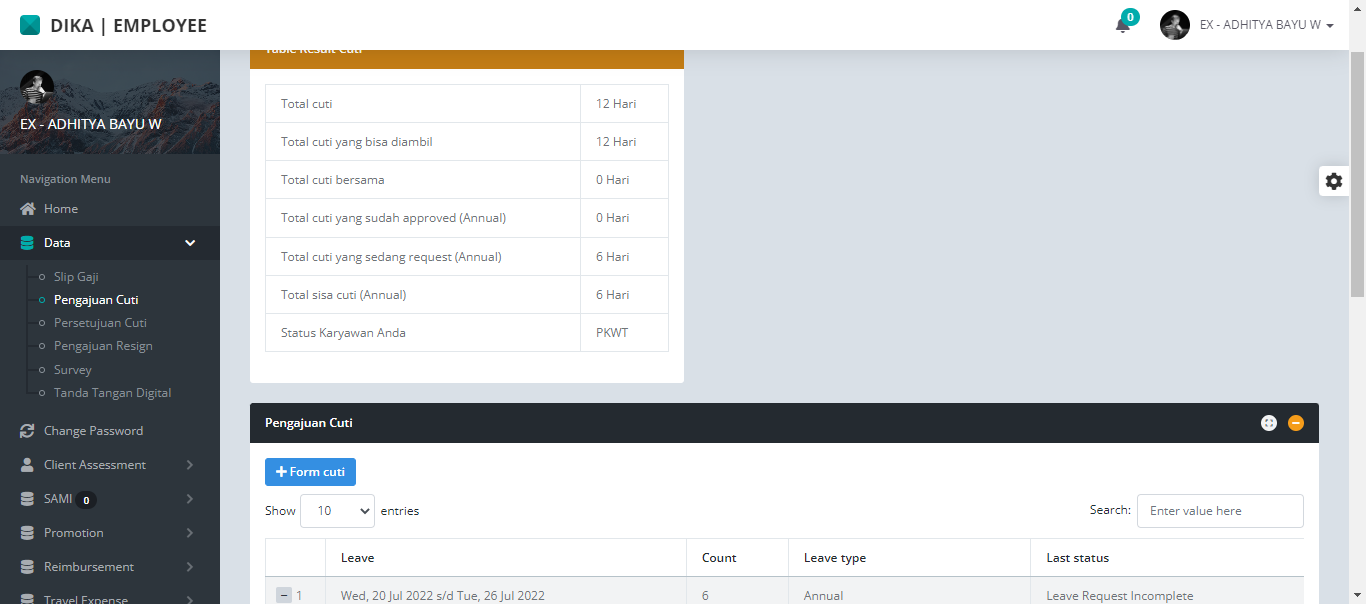 DIKA | EMPLOYEE
0
EX - ADHITYA BAYU W
EX - ADHITYA BAYU W
Navigation Menu
Home
Data
Slip Gaji
Pengajuan Cuti
Persetujuan Cuti
Pengajuan Resign
Survey
Tanda Tangan Digital
Change Password
Client Assessment
SAMI 0
Promotion
Reimbursement
Travel Expense
Table Result Cuti
Total cuti 12 Hari
Total cuti yang bisa diambil 12 Hari
Total cuti bersama 0 Hari
Total cuti yang sudah approved (Annual) 0 Hari
Total cuti yang sedang request (Annual) 6 Hari
Total sisa cuti (Annual) 6 Hari
Status Karyawan Anda PKWT
Pengajuan Cuti
+ Form cuti
Show 10 entries
Search: Enter value here
Leave Count Leave type Last status
1 Wed, 20 Jul 2022 s/d Tue, 26 Jul 2022 6 Annual Leave Request Incomplete